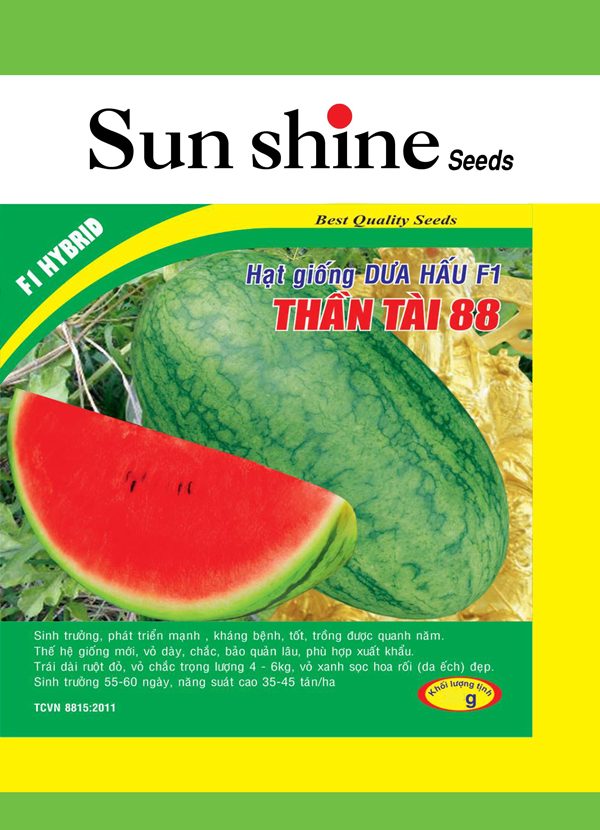 Sun shine Seeds
F1 HYBRID
Best Quality Seeds
Hạt giống DƯA HẤU F1
THẦN TÀI 88
Sinh trưởng, phát triển mạnh , kháng bệnh, tốt, trồng được quanh năm.
Thế hệ giống mới, vỏ dày, chắc, bảo quản lâu, phù hợp xuất khẩu.
Trái dài ruột đỏ, vỏ chắc trọng lượng 4 - 6kg, vỏ xanh sọc hoa rối (da ếch) đẹp.
Sinh trưởng 55-60 ngày, năng suất cao 35-45 tán/ha
Khối lượng tịnh
g
TCVN 8815:2011